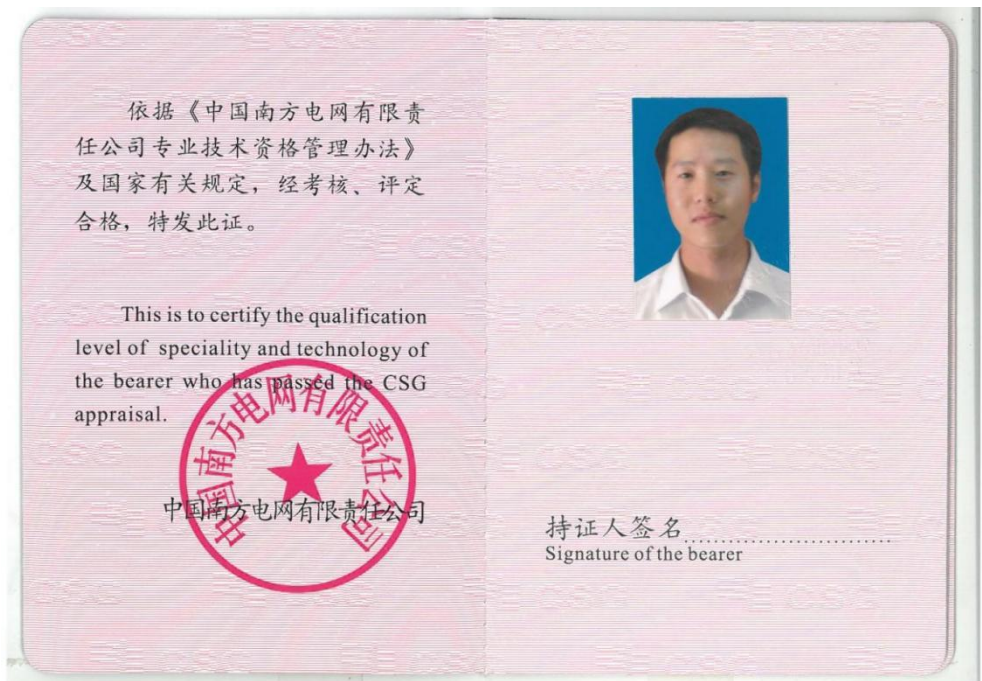 依据《中国南方电网有限责
任公司专业技术资格管理办法》
及国家有关规定，经考核、评定
合格，特发此证。
This is to certify the qualification
level of speciality and technology of
the bearer who has passed the CSG
appraisal.
中国南方电网有限责任公司
中国南方电网有限责任公司
持证人签名
Signature of the bearer